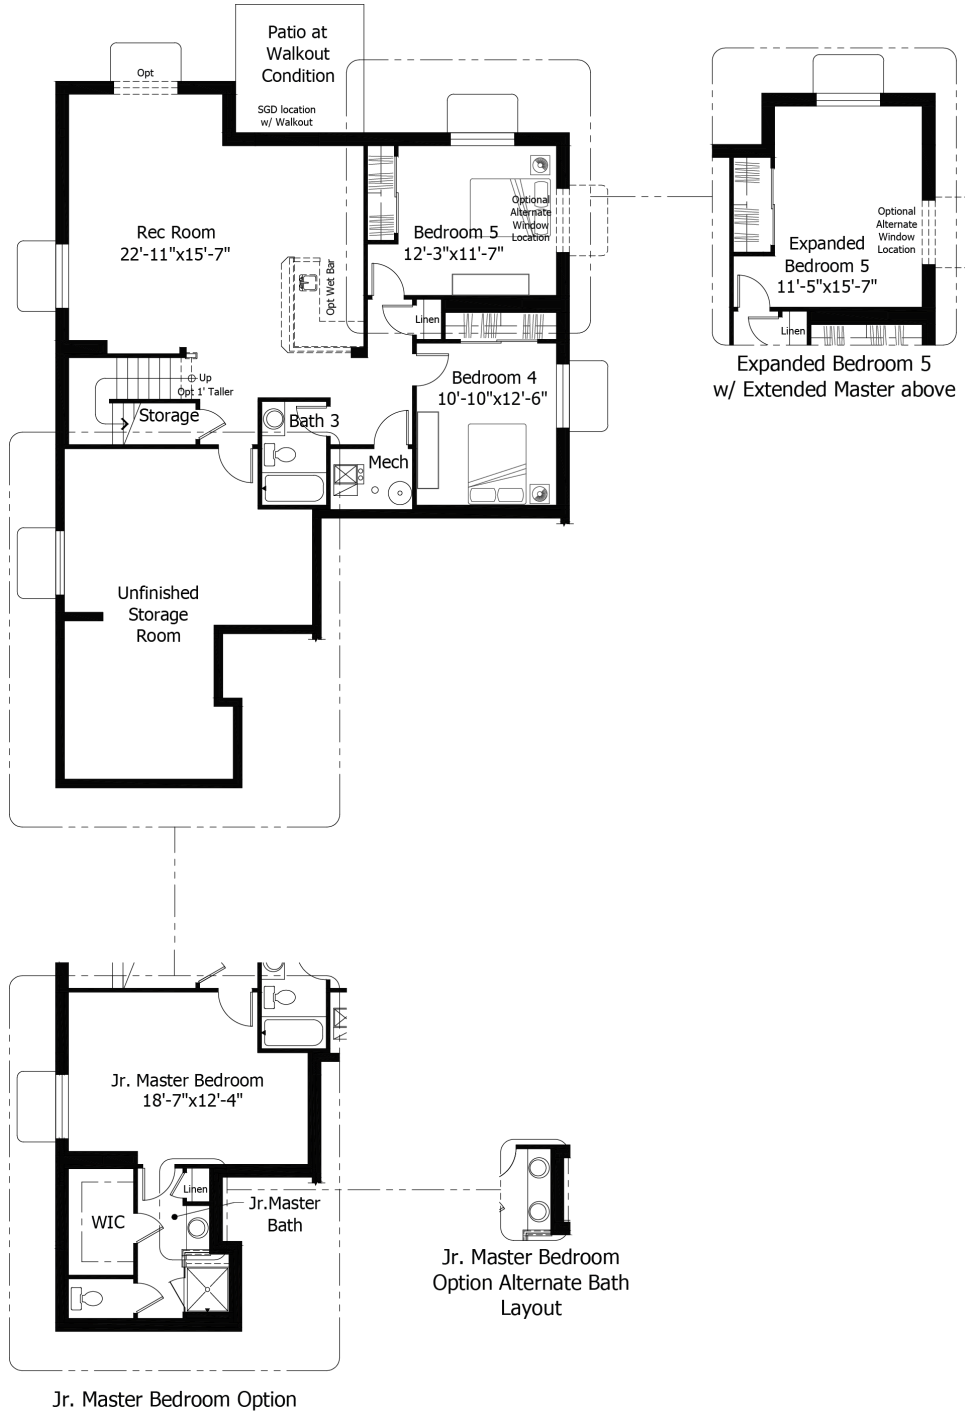 Patio at
Walkout
Condition
SGD location
w/ Walkout
Opt
Rec Room
22'-11"x15'-7"
Opt Wet Bar
Bedroom 5
12'-3"x11'-7"
Optional
Alternate
Window
Location
Linen
Bedroom 4
10'-10"x12'-6"
Up
Opt 1' Taller
Storage
Bath 3
Mech
Unfinished
Storage
Room
Expanded
Bedroom 5
11'-5"x15'-7"
Optional
Alternate
Window
Location
Linen
Expanded Bedroom 5
w/ Extended Master above
Jr. Master Bedroom
18'-7"x12'-4"
Linen
WIC
Jr.Master
Bath
Jr. Master Bedroom
Option Alternate Bath
Layout
Jr. Master Bedroom Option